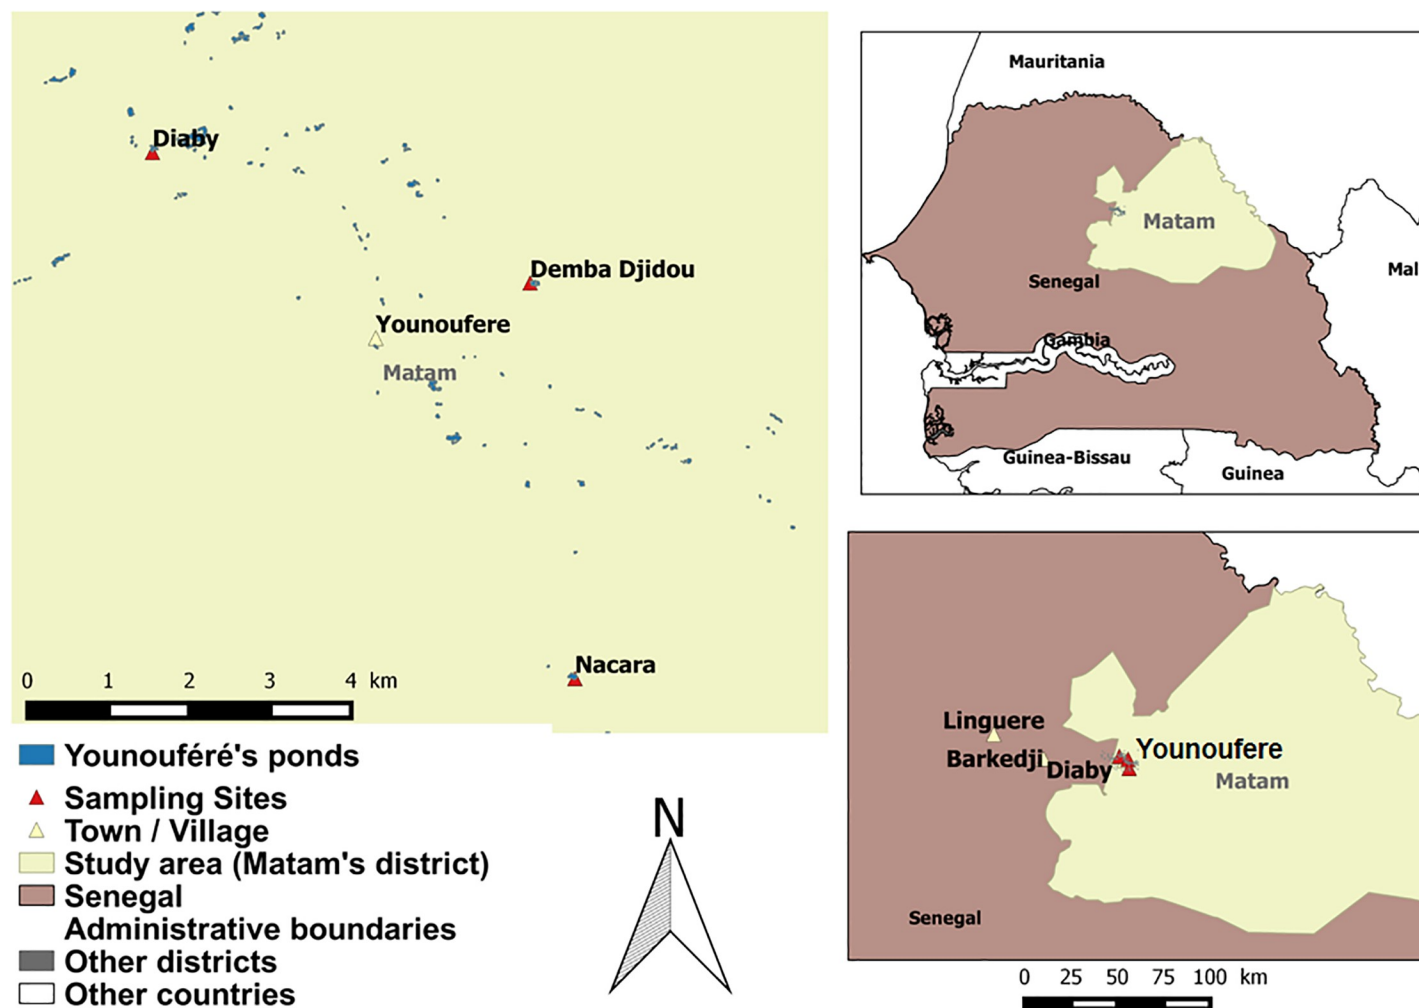 Diaby
Demba Djidou
Younoufere
Matam
Nacara
0 1 2 3 4 km
Younouféré's ponds
Sampling Sites
Town / Village
Study area (Matam's district)
Senegal
Administrative boundaries
Other districts
Other countries
N
Mauritania
Matam
Mal
Senegal
Gambia
Guinea-Bissau
Guinea
Linguere
Younoufere
Barkedji
Diaby
Matam
Senegal
0 25 50 75 100 km